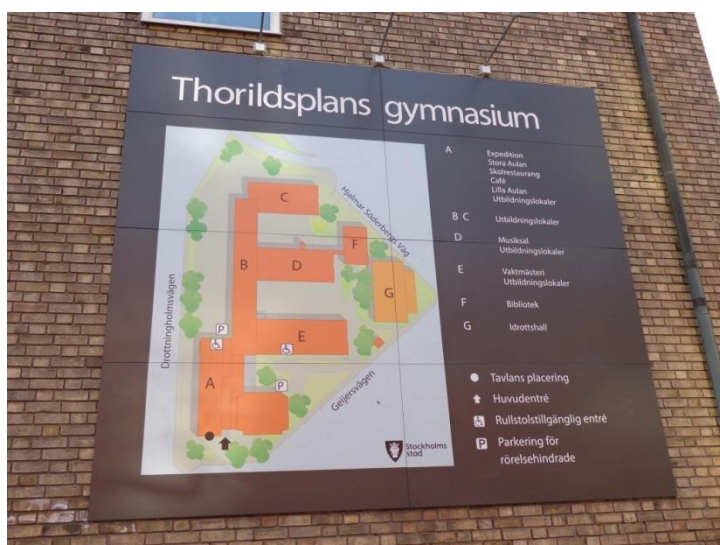 Thorildsplans gymnasium
A
Expedition
Stora Aulan
Skolrestaurang
Café
Lilla Aulan
Utbildningslokaler
B C Utbildningslokaler
D Musiksal
Utbildningslokaler
E Vaktmästeri
Utbildningslokaler
F Bibliotek
G Idrottshall
Tavlans placering
Huvudentré
Rullstolstillgänglig entré
P Parkering för
rörelsehindrade
C
Hjalmar Söderbergs Väg
F
B
D
G
Drottningholmsvägen
P
E
A
P
Geijersvägen
Stockholms
stad